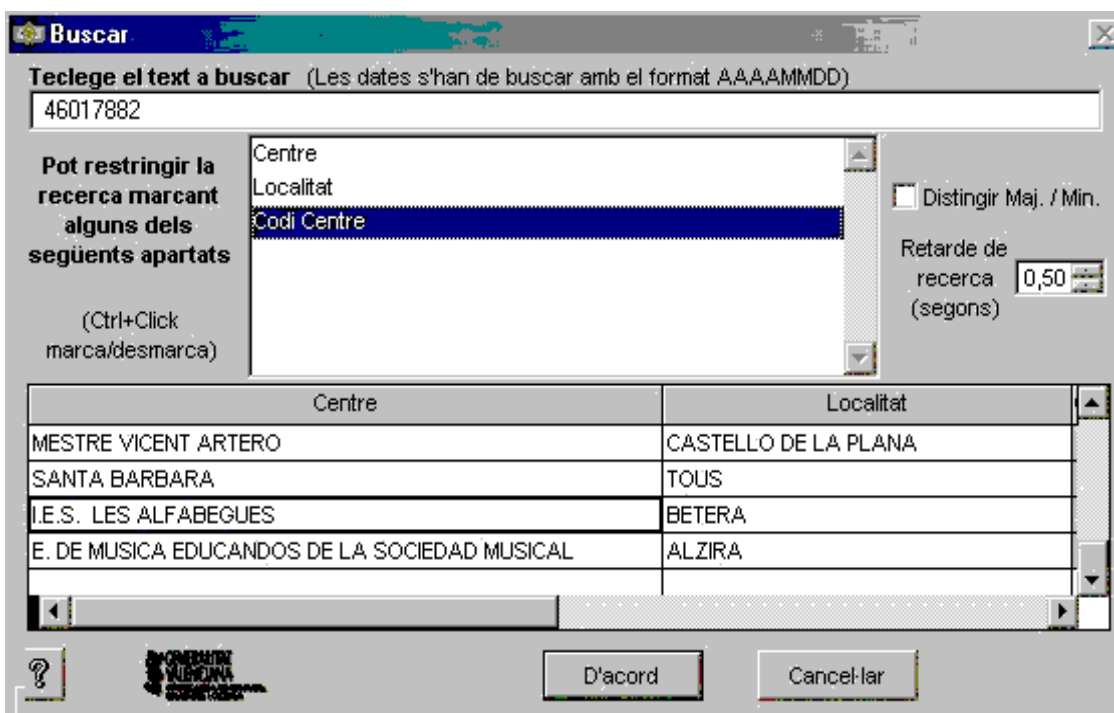 Buscar
Teclege el text a buscar (Les dates s'han de buscar amb el format AAAAMMDD)
46017882
Pot restringir la
recerca marcant
alguns dels
següents apartats
(Ctrl+Click
marca/desmarca)
Centre
Localitat
Codi Centre
Distingir Maj. / Min.
Retarde de
recerca
(segons)
0,50
Centre Localitat
MESTRE VICENT ARTERO CASTELLO DE LA PLANA
SANTA BARBARA TOUS
I.E.S. LES ALFABEGUES BETERA
E. DE MUSICA EDUCANDOS DE LA SOCIEDAD MUSICAL ALZIRA
?
GENERALITAT
VALENCIANA
D'acord Cancel·lar